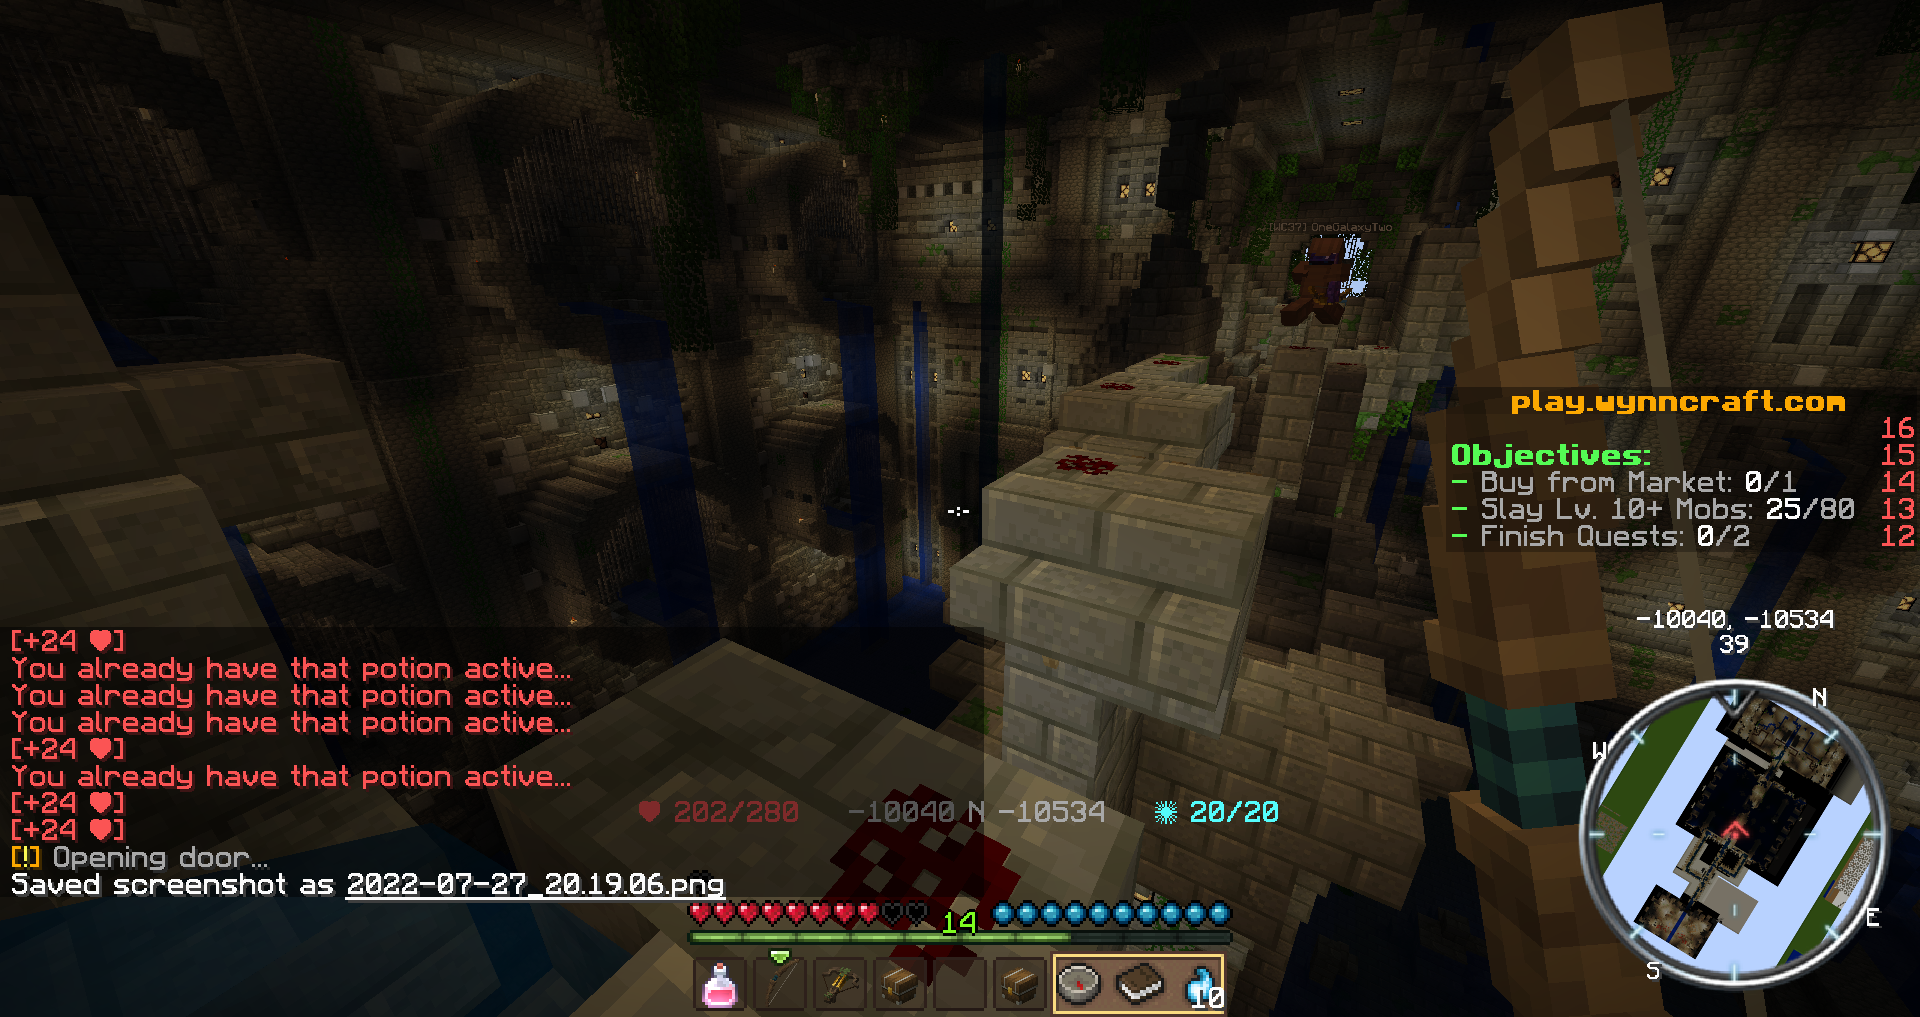 [WC37] OneGalaxyTwo
play.wynncraft.com
16
Objectives: 15
- Buy from Market: 0/1 14
- Slay Lv. 10+ Mobs: 25/80 13
- Finish Quests: 0/2 12
-10040, -10534
39
N
W
E
S
[+24 ❤]
You already have that potion active...
You already have that potion active...
You already have that potion active...
[+24 ❤]
You already have that potion active...
[+24 ❤]
[+24 ❤]
[!] Opening door...
Saved screenshot as 2022-07-27_20.19.06.png
❤ 202/280 -10040 N -10534 20/20
14
10